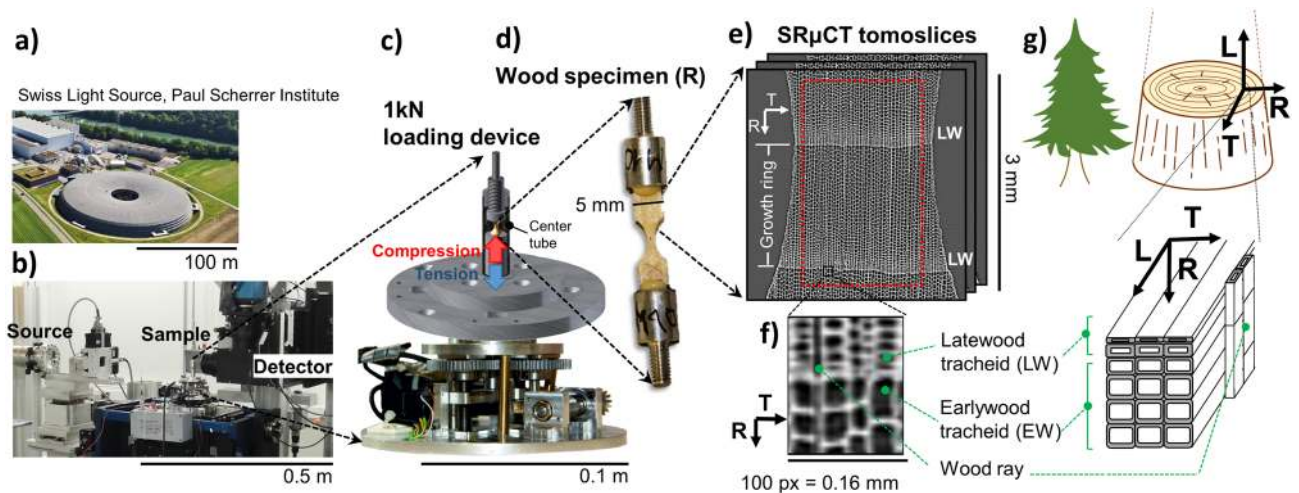 a)
Swiss Light Source, Paul Scherrer Institute
100 m
b)
Source
Sample
Detector
0.5 m
c)
1kN
loading device
Center
tube
Compression
Tension
0.1 m
d)
Wood specimen (R)
5 mm
e)
SRµCT tomoslices
T
R
LW
Growth ring
LW
3 mm
f)
T
R
100 px = 0.16 mm
Latewood
tracheid (LW)
Earlywood
tracheid (EW)
Wood ray
g)
L
R
T
T
L
R